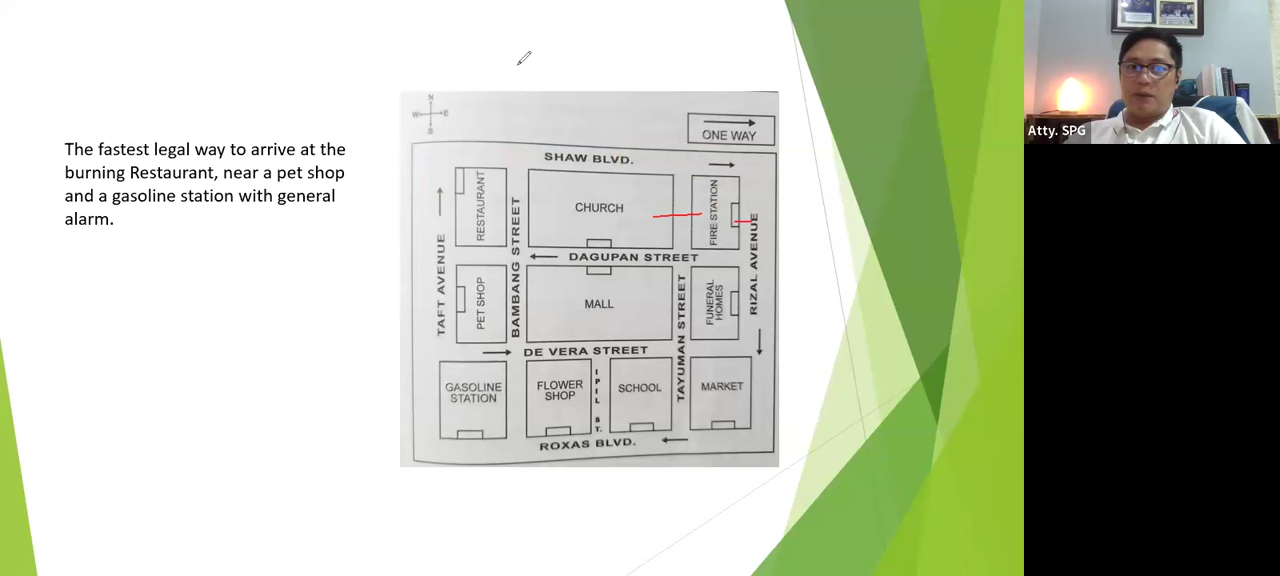 The fastest legal way to arrive at the
burning Restaurant, near a pet shop
and a gasoline station with general
alarm.
N
W E
S
ONE WAY
SHAW BLVD.
RESTAURANT
CHURCH
FIRE STATION
TAFT AVENUE
BAMBANG STREET
RIZAL AVENUE
DAGUPAN STREET
PET SHOP
MALL
TAYUMAN STREET
FUNERAL
HOMES
DE VERA STREET
GASOLINE
STATION
FLOWER
SHOP
IPIL ST.
SCHOOL
MARKET
ROXAS BLVD.
Atty. SPG